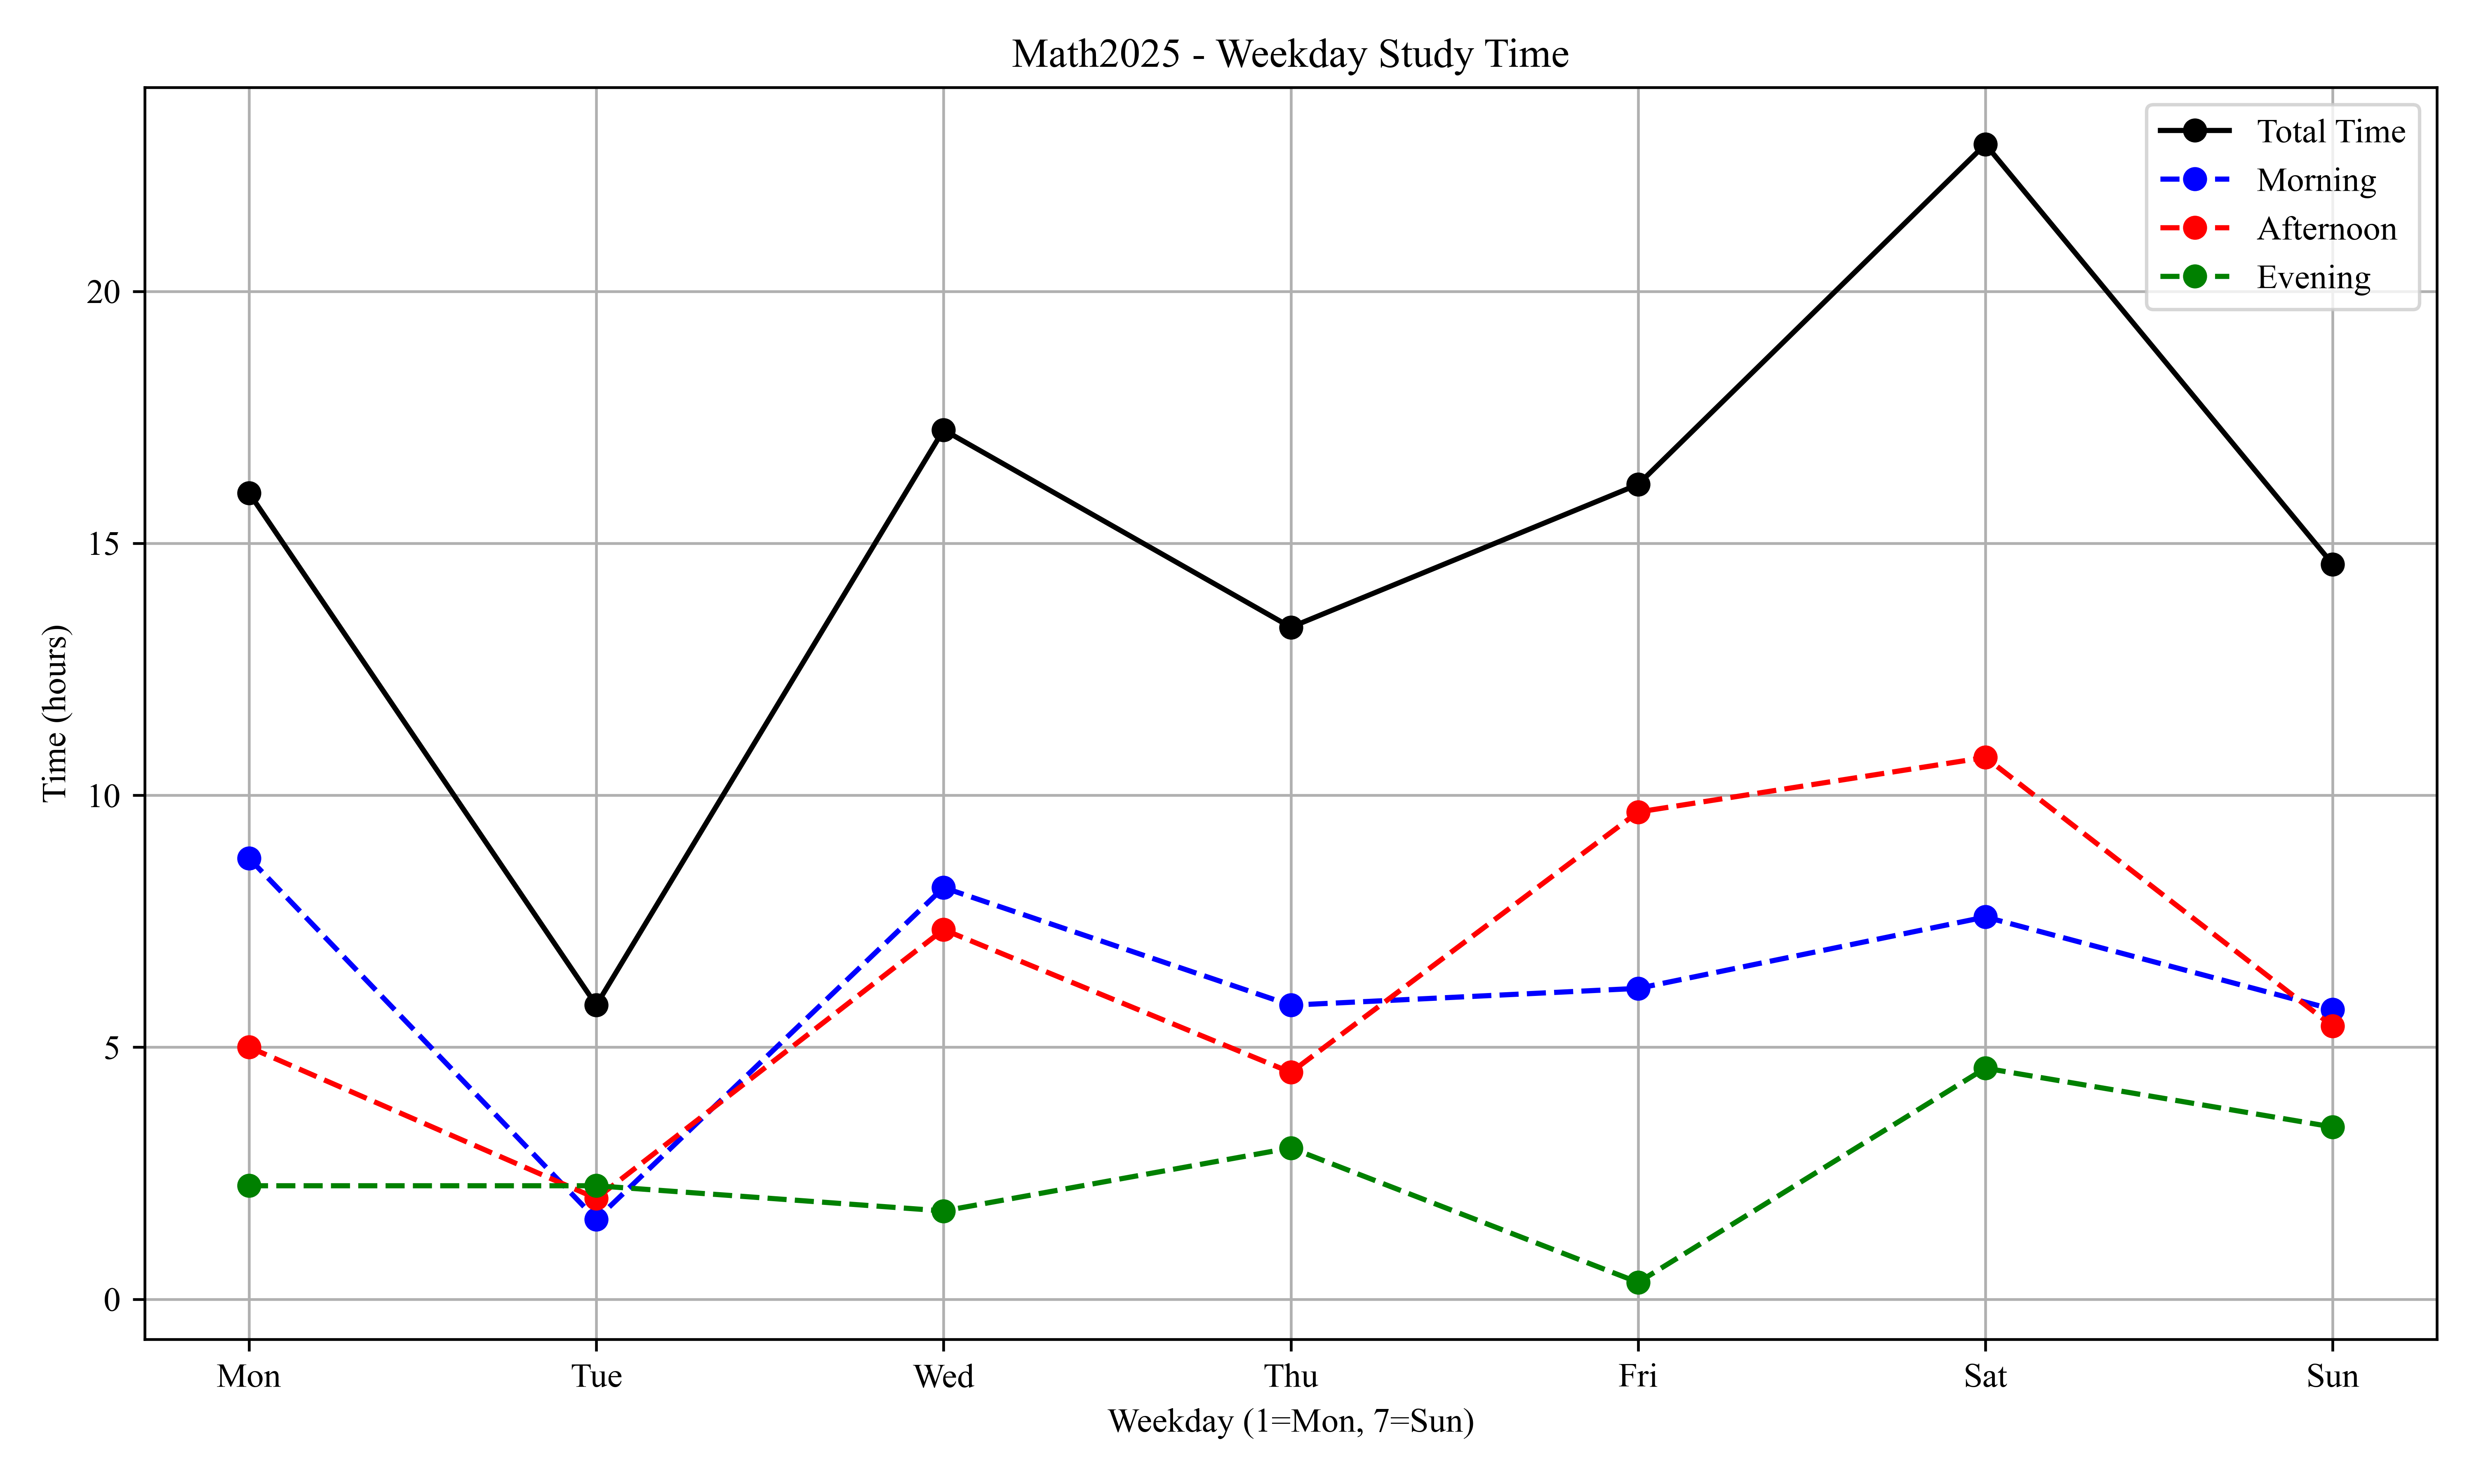 Math2025 - Weekday Study Time
Total Time
Morning
Afternoon
Evening
20
15
10
5
0
Time (hours)
Mon Tue Wed Thu Fri Sat Sun
Weekday (1=Mon, 7=Sun)